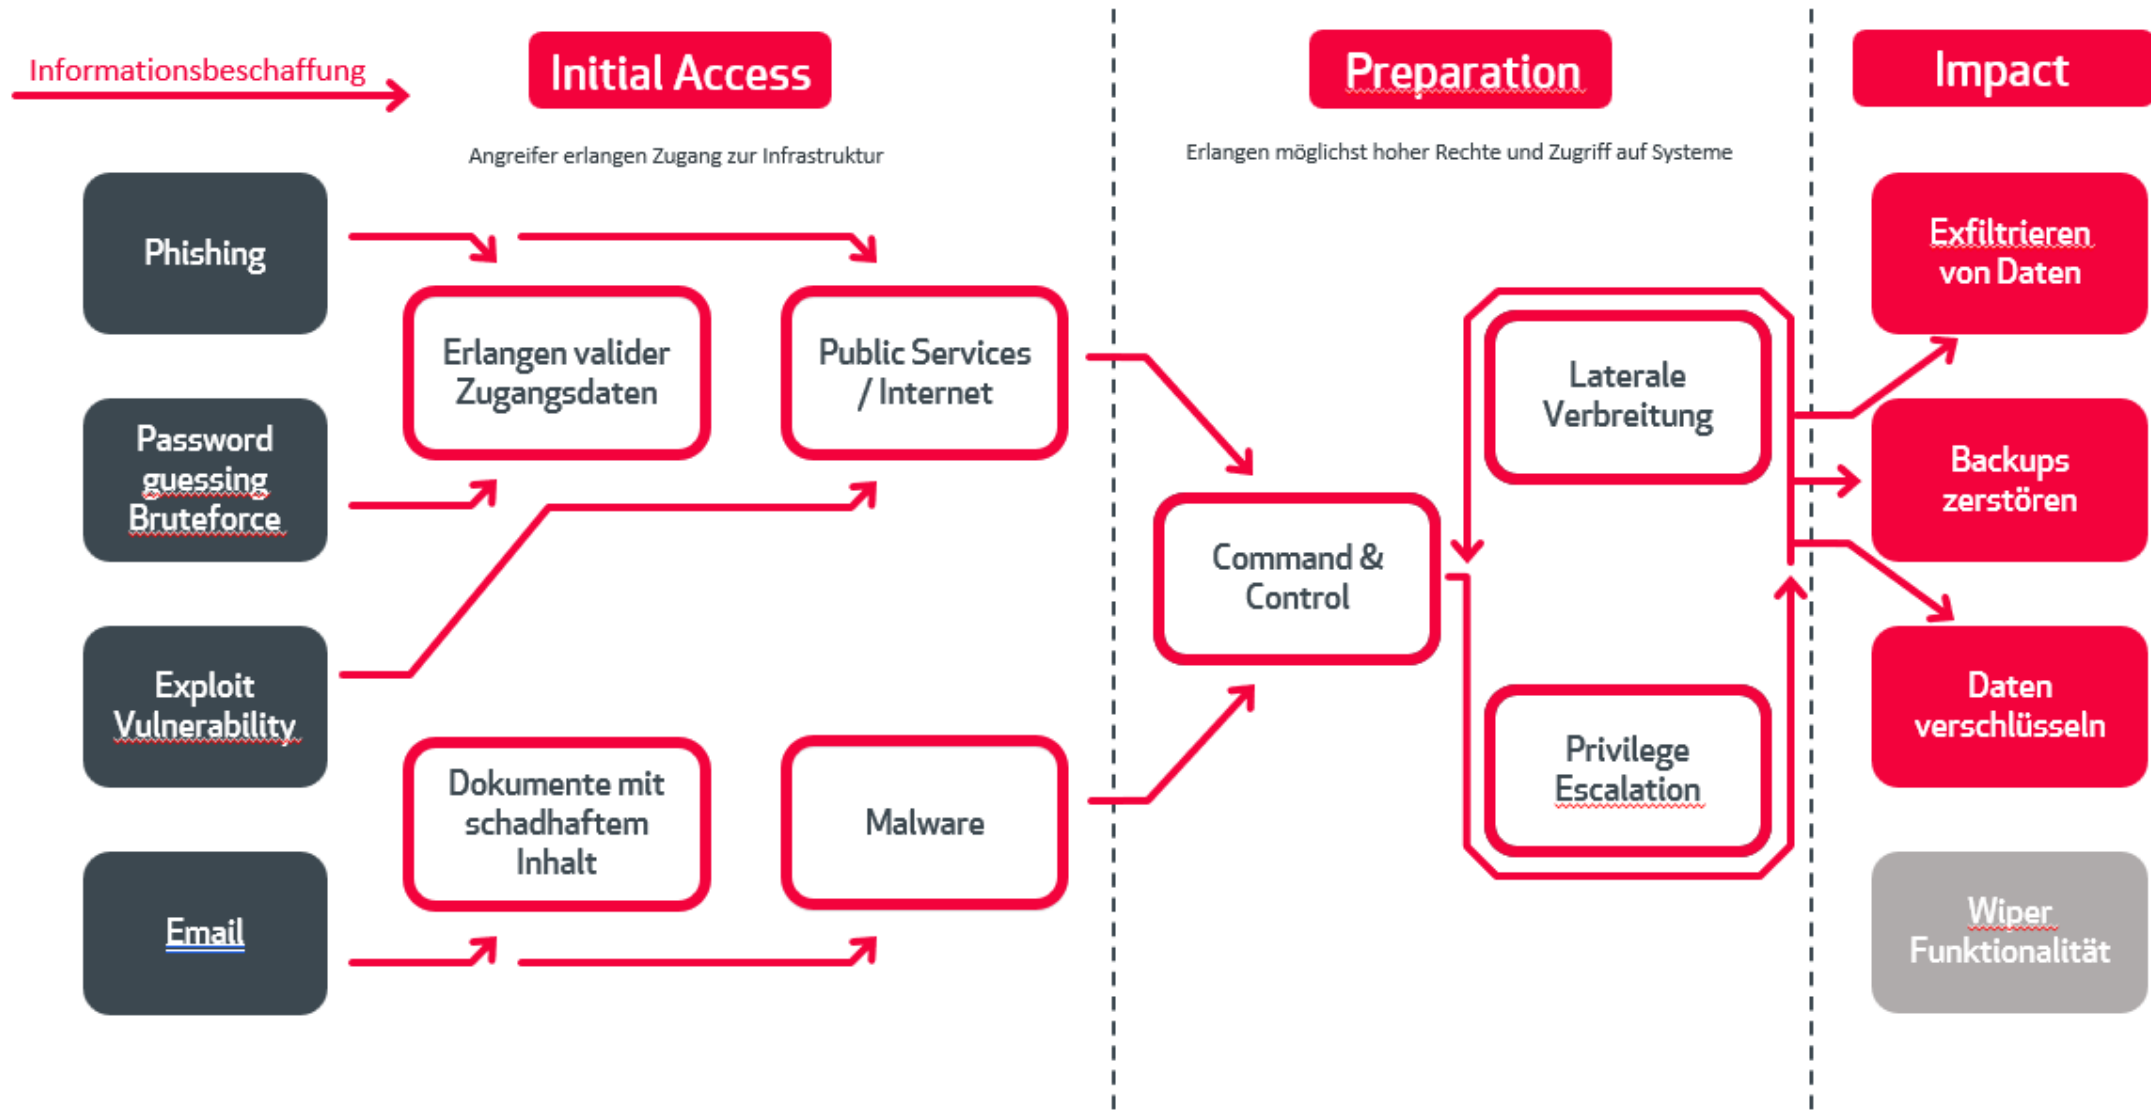 Informationsbeschaffung
Initial Access
Preparation
Impact
Angreifer erlangen Zugang zur Infrastruktur
Erlangen möglichst hoher Rechte und Zugriff auf Systeme
Phishing
Password
guessing
Bruteforce
Exploit
Vulnerability
Email
Erlangen valider
Zugangsdaten
Public Services
/ Internet
Dokumente mit
schadhaftem
Inhalt
Malware
Command &
Control
Laterale
Verbreitung
Privilege
Escalation
Exfiltrieren
von Daten
Backups
zerstören
Daten
verschlüsseln
Wiper
Funktionalität